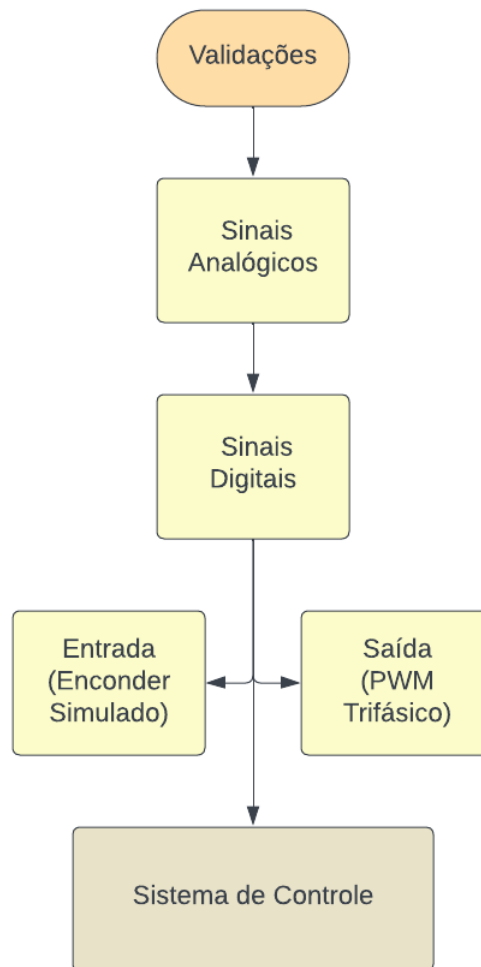 Validações
Sinais
Analógicos
Sinais
Digitais
Entrada
(Enconder
Simulado)
Saída
(PWM
Trifásico)
Sistema de Controle